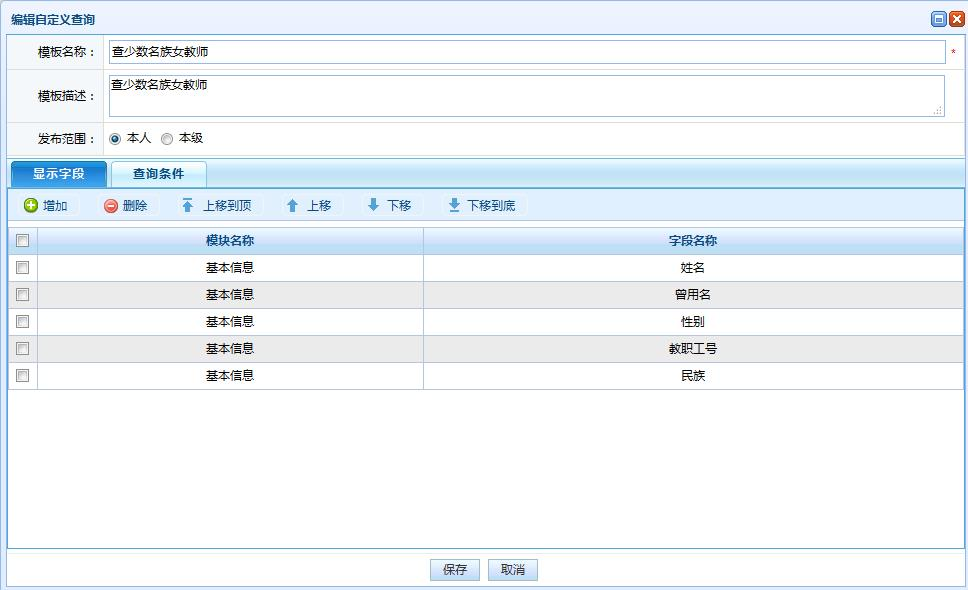 编辑自定义查询
模板名称： 查少数名族女教师 *
模板描述： 查少数名族女教师
发布范围： 本人 本级
显示字段 查询条件
增加 删除 上移到顶 上移 下移 下移到底
模块名称 字段名称
基本信息 姓名
基本信息 曾用名
基本信息 性别
基本信息 教职工号
基本信息 民族
保存 取消